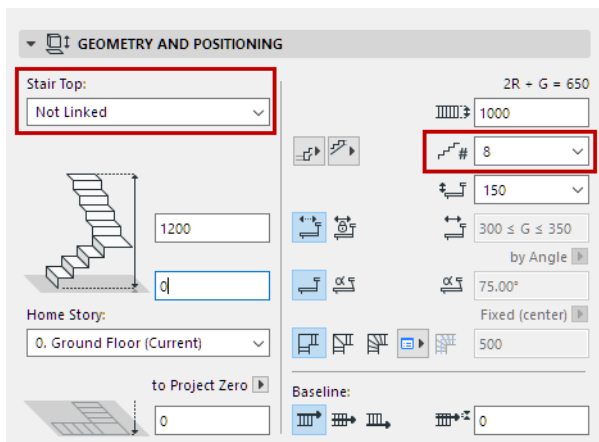 GEOMETRY AND POSITIONING
Stair Top:
Not Linked
1200
0
Home Story:
0. Ground Floor (Current)
to Project Zero
0
2R + G = 650
1000
# 8
150
300 ≤ G ≤ 350
by Angle
α α 75.00°
Fixed (center)
500
Baseline:
0